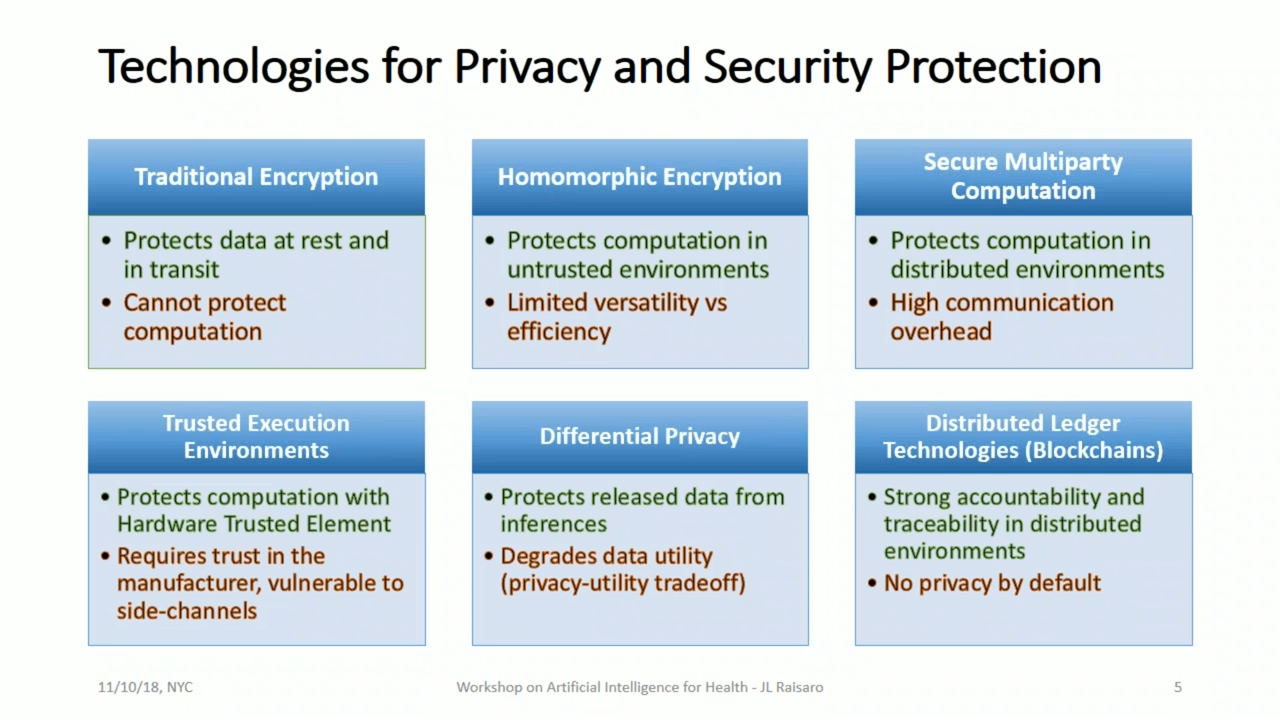 Technologies for Privacy and Security Protection
Traditional Encryption
• Protects data at rest and
in transit
• Cannot protect
computation
Homomorphic Encryption
• Protects computation in
untrusted environments
• Limited versatility vs
efficiency
Secure Multiparty
Computation
• Protects computation in
distributed environments
• High communication
overhead
Trusted Execution
Environments
• Protects computation with
Hardware Trusted Element
• Requires trust in the
manufacturer, vulnerable to
side-channels
Differential Privacy
• Protects released data from
inferences
• Degrades data utility
(privacy-utility tradeoff)
Distributed Ledger
Technologies (Blockchains)
• Strong accountability and
traceability in distributed
environments
• No privacy by default
11/10/18, NYC
Workshop on Artificial Intelligence for Health - JL Raisaro
5